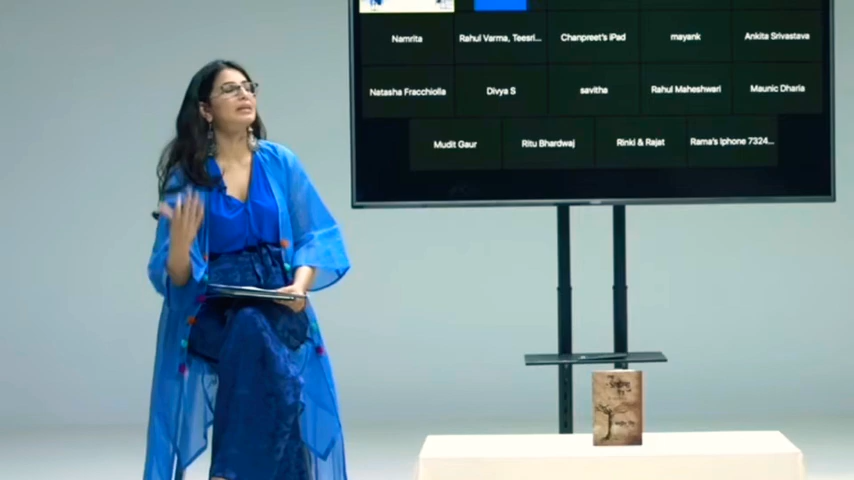 Namrita
Rahul Varma, Teesri...
Chanpreet's iPad
mayank
Ankita Srivastava
Natasha Fracchiolla
Divya S
savitha
Rahul Maheshwari
Maunic Dharia
Mudit Gaur
Ritu Bhardwaj
Rinki & Rajat
Rama's Iphone 7324...